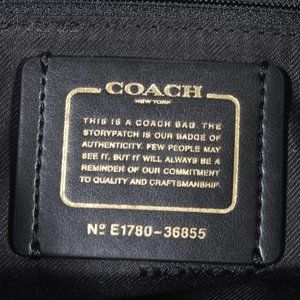 COACH
NEW YORK
THIS IS A COACH BAG. THE
STORYPATCH IS OUR BADGE OF
AUTHENTICITY. FEW PEOPLE MAY
SEE IT, BUT IT WILL ALWAYS BE A
REMINDER OF OUR COMMITMENT
TO QUALITY AND CRAFTSMANSHIP.
Nº E1780-36855